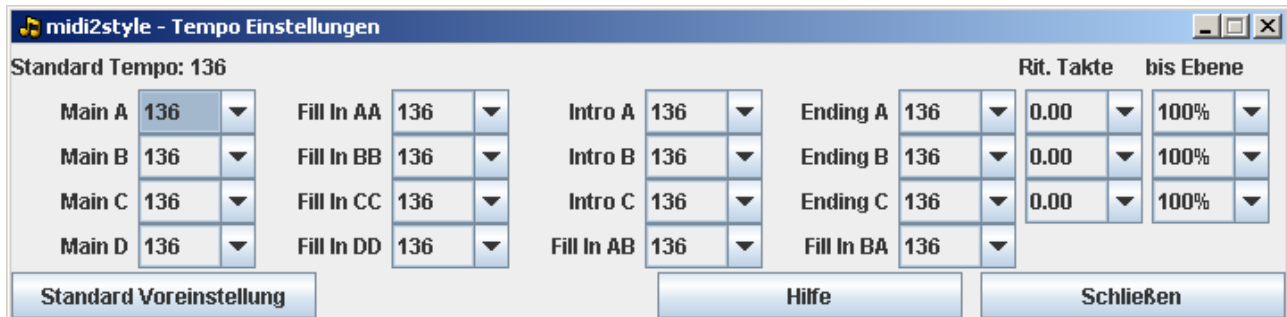 midi2style - Tempo Einstellungen
Standard Tempo: 136 Rit. Takte bis Ebene
Main A 136 Fill In AA 136 Intro A 136 Ending A 136 0.00 100%
Main B 136 Fill In BB 136 Intro B 136 Ending B 136 0.00 100%
Main C 136 Fill In CC 136 Intro C 136 Ending C 136 0.00 100%
Main D 136 Fill In DD 136 Fill In AB 136 Fill In BA 136
Standard Voreinstellung Hilfe Schließen